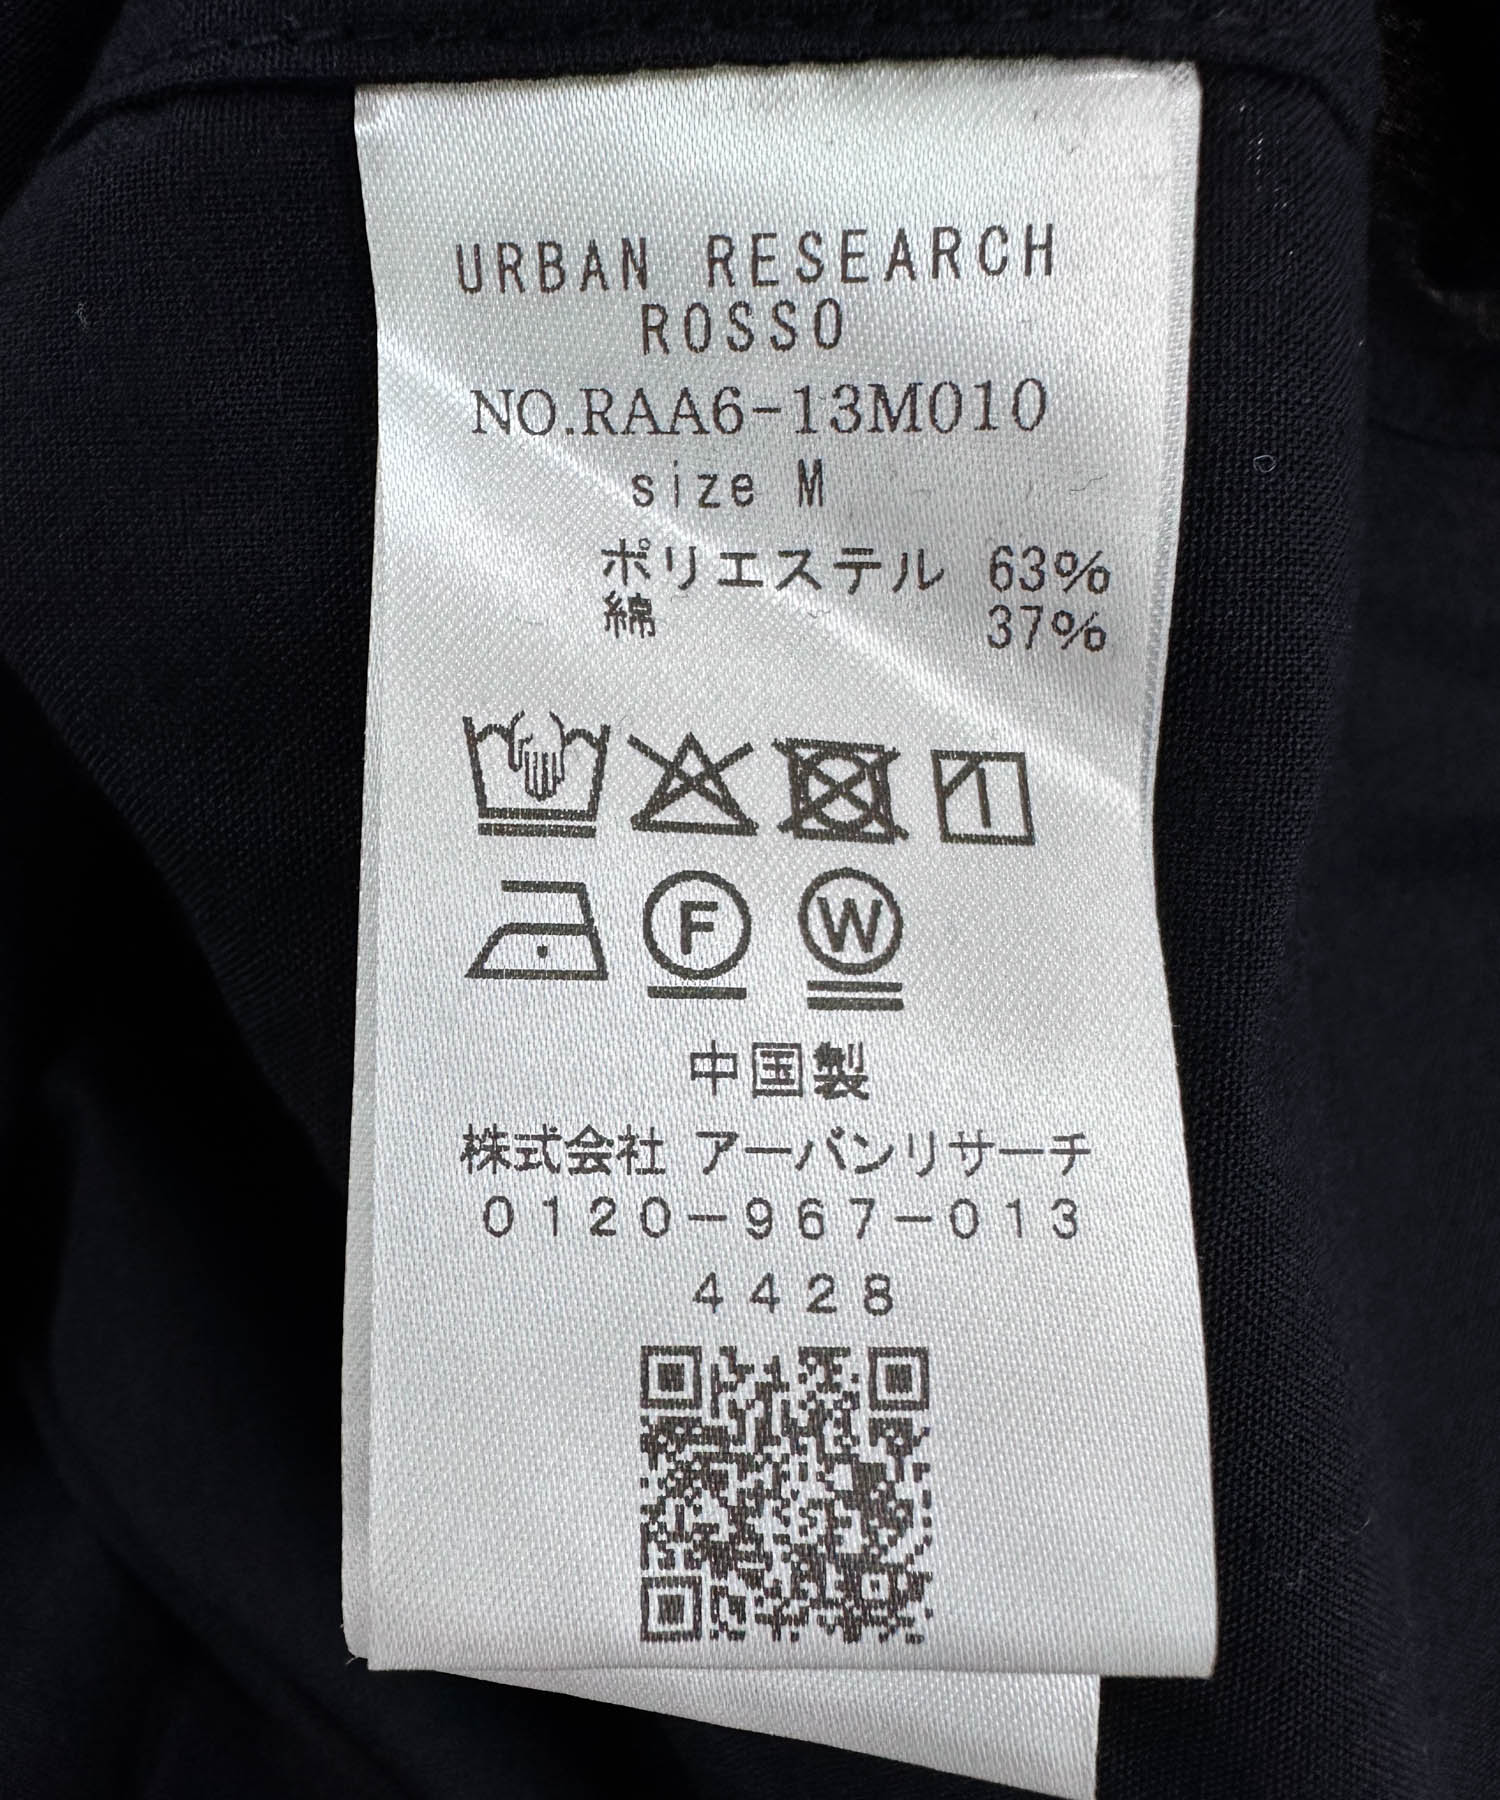 URBAN RESEARCH
ROSSO
NO.RAA6-13M010
size M
ポリエステル 63%
綿 37%
F W
中国製
株式会社 アーバンリサーチ
0120-967-013
4428